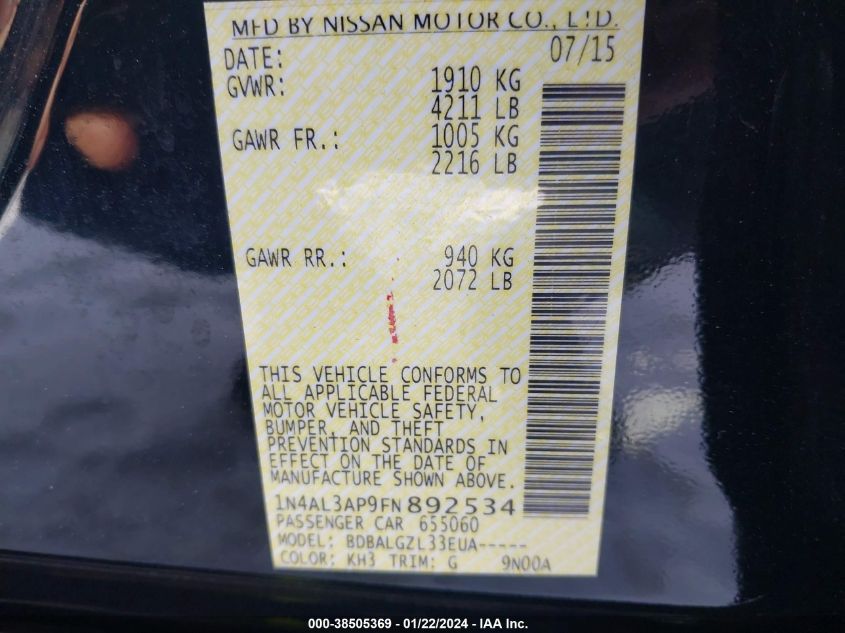 MFD BY NISSAN MOTOR CO., LTD.
DATE: 07/15
GVWR: 1910 KG
4211 LB
GAWR FR.: 1005 KG
2216 LB
GAWR RR.: 940 KG
2072 LB
THIS VEHICLE CONFORMS TO
ALL APPLICABLE FEDERAL
MOTOR VEHICLE SAFETY,
BUMPER, AND THEFT
PREVENTION STANDARDS IN
EFFECT ON THE DATE OF
MANUFACTURE SHOWN ABOVE.
1N4AL3AP9FN892534
PASSENGER CAR 655060
MODEL: BDBALGZL33EUA-----
COLOR: KH3 TRIM: G 9N00A
000-38505369 - 01/22/2024 - IAA Inc.